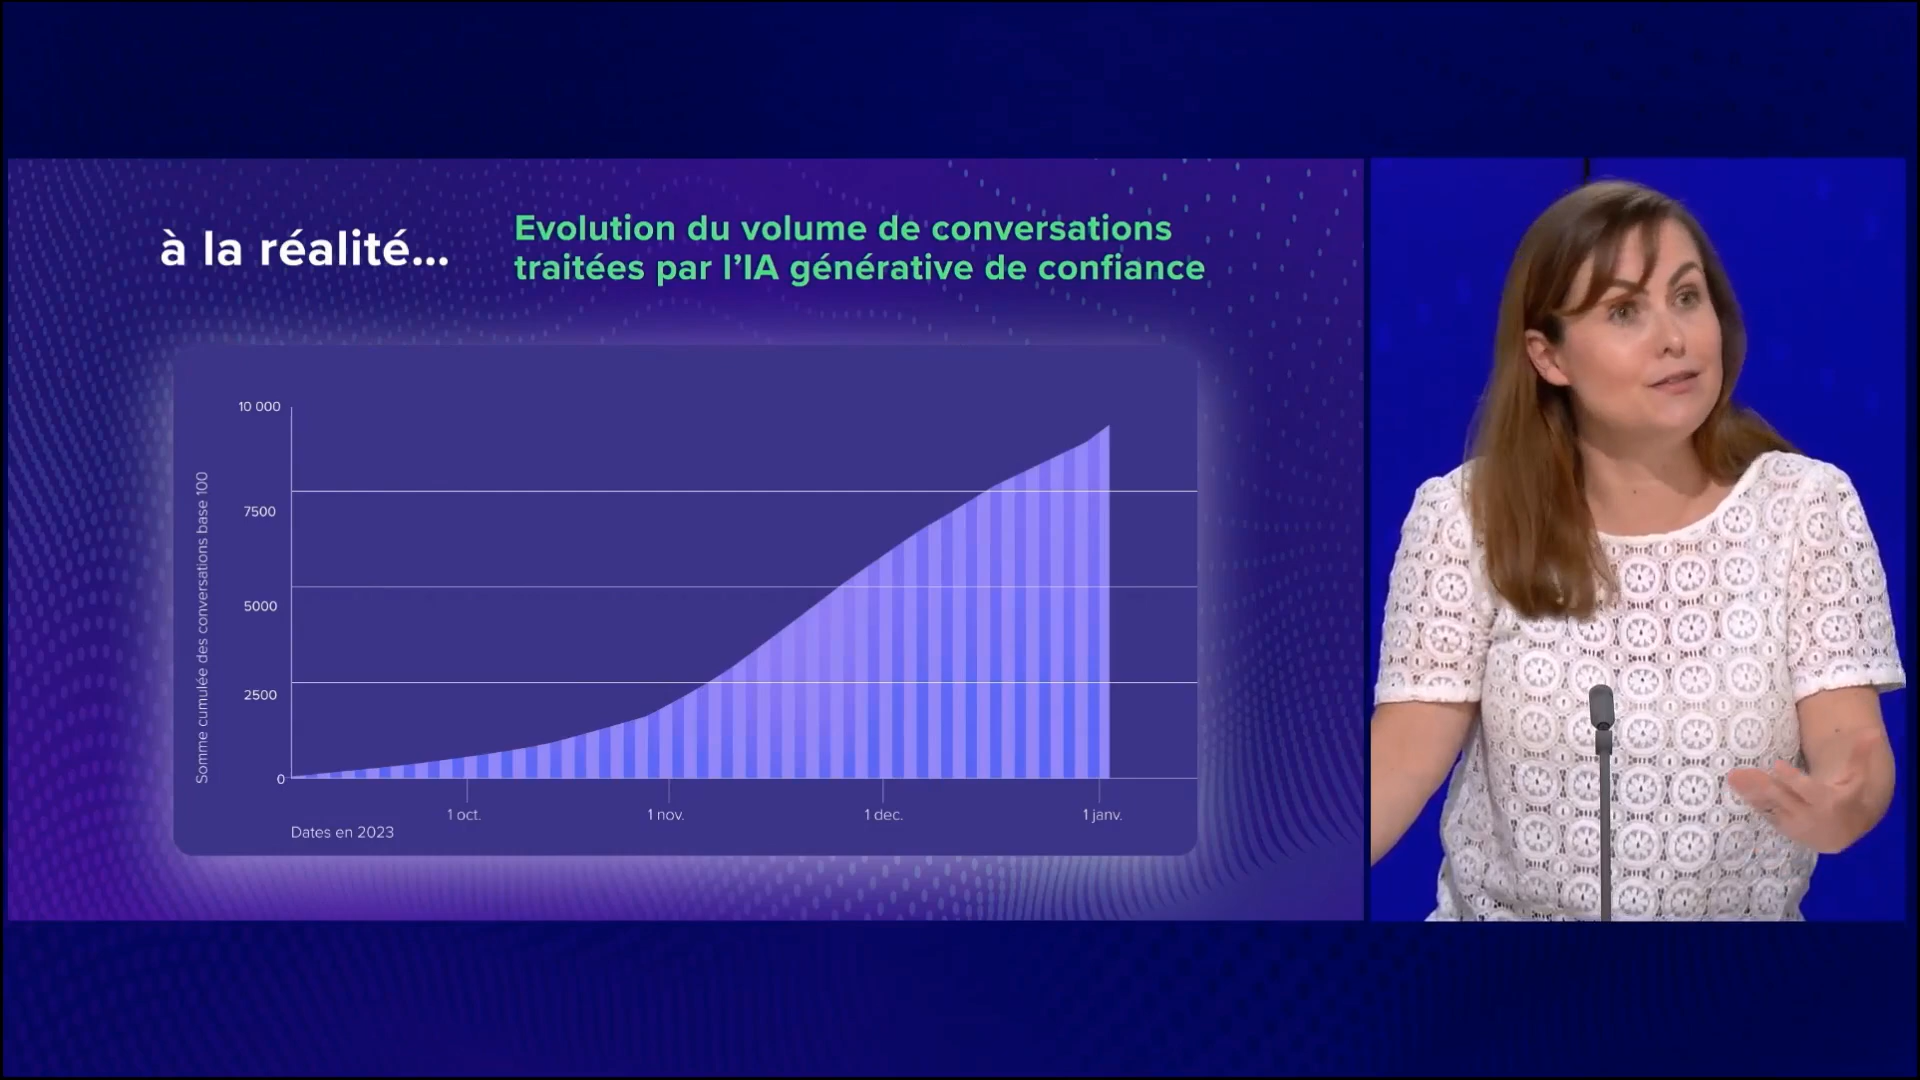 à la réalité...
Evolution du volume de conversations
traitées par l'IA générative de confiance
Somme cumulée des conversations base 100
10 000
7500
5000
2500
0
1 oct.
1 nov.
1 dec.
1 janv.
Dates en 2023